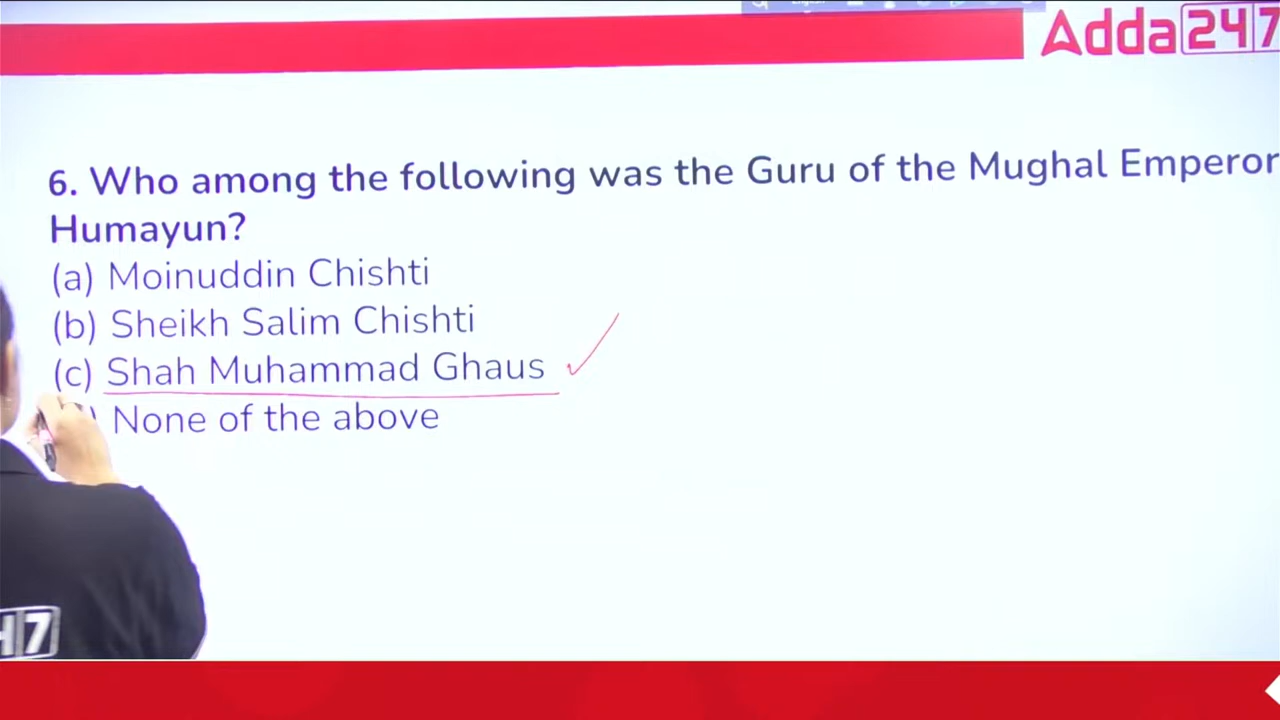 Adda247
6. Who among the following was the Guru of the Mughal Emperor
Humayun?
(a) Moinuddin Chishti
(b) Sheikh Salim Chishti
(c) Shah Muhammad Ghaus
None of the above
47